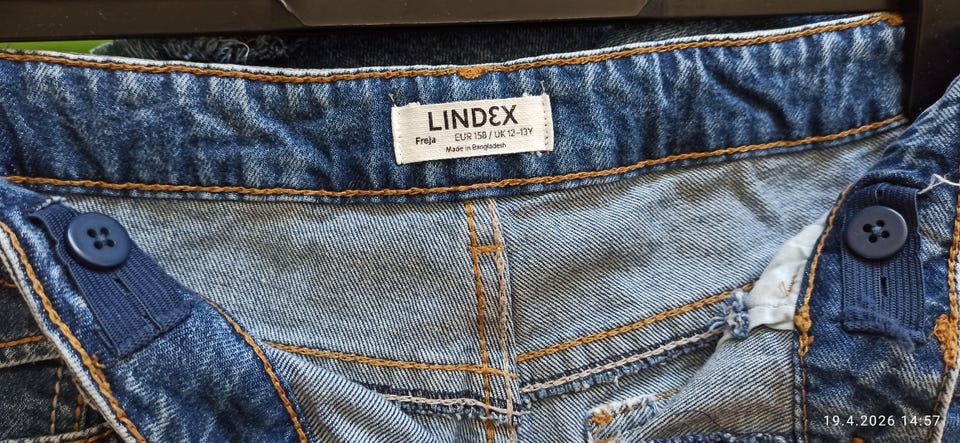 LINDEX
Freja EUR 158 / UK 12-13Y
Made in Bangladesh
19.4.2026 14:57